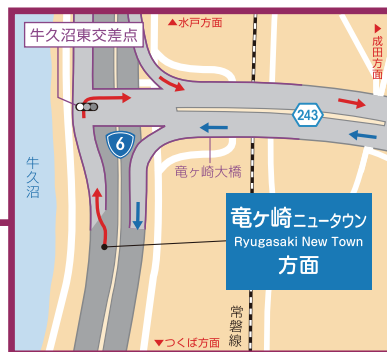 ▲水戸方面
牛久沼東交差点
▶成田方面
243
6
竜ヶ崎大橋
牛久沼
竜ヶ崎ニュータウン
Ryugasaki New Town
方面
常磐線
▼つくば方面